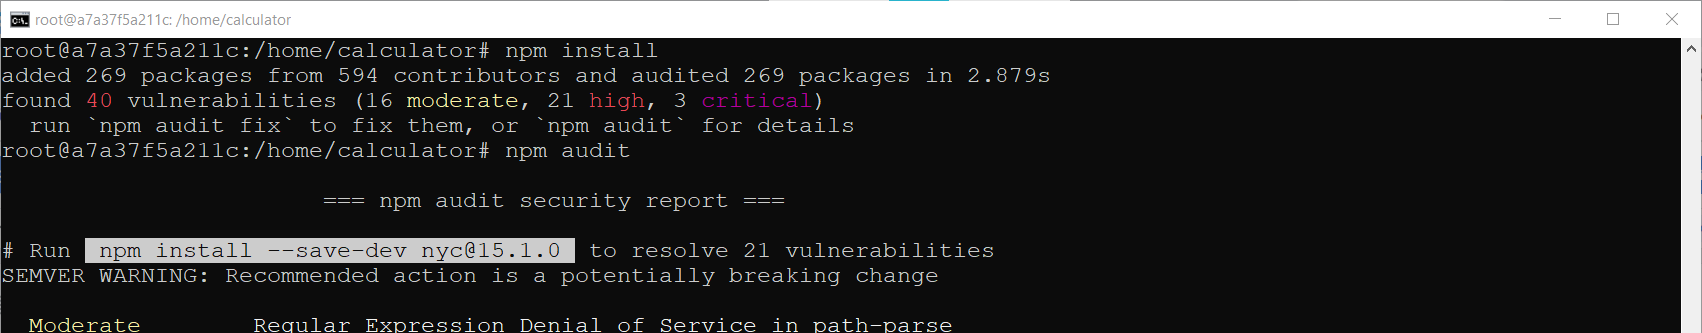 root@a7a37f5a211c: /home/calculator
root@a7a37f5a211c:/home/calculator# npm install
added 269 packages from 594 contributors and audited 269 packages in 2.879s
found 40 vulnerabilities (16 moderate, 21 high, 3 critical)
  run `npm audit fix` to fix them, or `npm audit` for details
root@a7a37f5a211c:/home/calculator# npm audit
=== npm audit security report ===
# Run  npm install --save-dev nyc@15.1.0  to resolve 21 vulnerabilities
SEMVER WARNING: Recommended action is a potentially breaking change
  Moderate        Regular Expression Denial of Service in path-parse